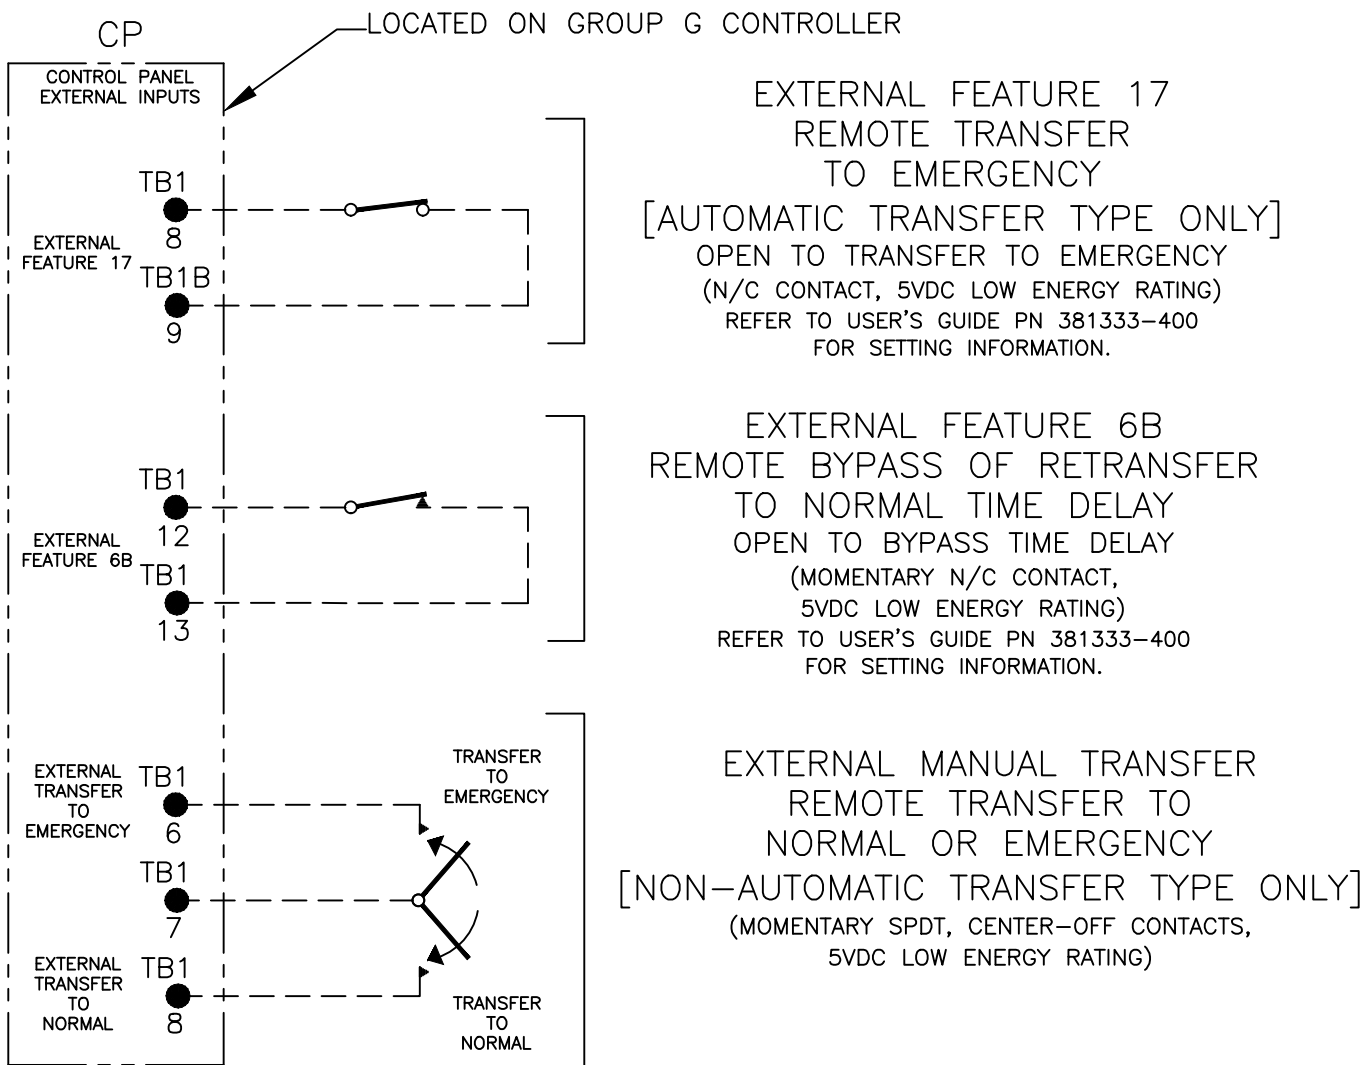 CP
LOCATED ON GROUP G CONTROLLER
CONTROL PANEL
EXTERNAL INPUTS
EXTERNAL
FEATURE 17
TB1
8
TB1B
9
EXTERNAL FEATURE 17
REMOTE TRANSFER
TO EMERGENCY
[AUTOMATIC TRANSFER TYPE ONLY]
OPEN TO TRANSFER TO EMERGENCY
(N/C CONTACT, 5VDC LOW ENERGY RATING)
REFER TO USER'S GUIDE PN 381333-400
FOR SETTING INFORMATION.
EXTERNAL
FEATURE 6B
TB1
12
TB1
13
EXTERNAL FEATURE 6B
REMOTE BYPASS OF RETRANSFER
TO NORMAL TIME DELAY
OPEN TO BYPASS TIME DELAY
(MOMENTARY N/C CONTACT,
5VDC LOW ENERGY RATING)
REFER TO USER'S GUIDE PN 381333-400
FOR SETTING INFORMATION.
EXTERNAL
TRANSFER
TO
EMERGENCY
TB1
6
TB1
7
EXTERNAL
TRANSFER
TO
NORMAL
TB1
8
TRANSFER
TO
EMERGENCY
TRANSFER
TO
NORMAL
EXTERNAL MANUAL TRANSFER
REMOTE TRANSFER TO
NORMAL OR EMERGENCY
[NON-AUTOMATIC TRANSFER TYPE ONLY]
(MOMENTARY SPDT, CENTER-OFF CONTACTS,
5VDC LOW ENERGY RATING)